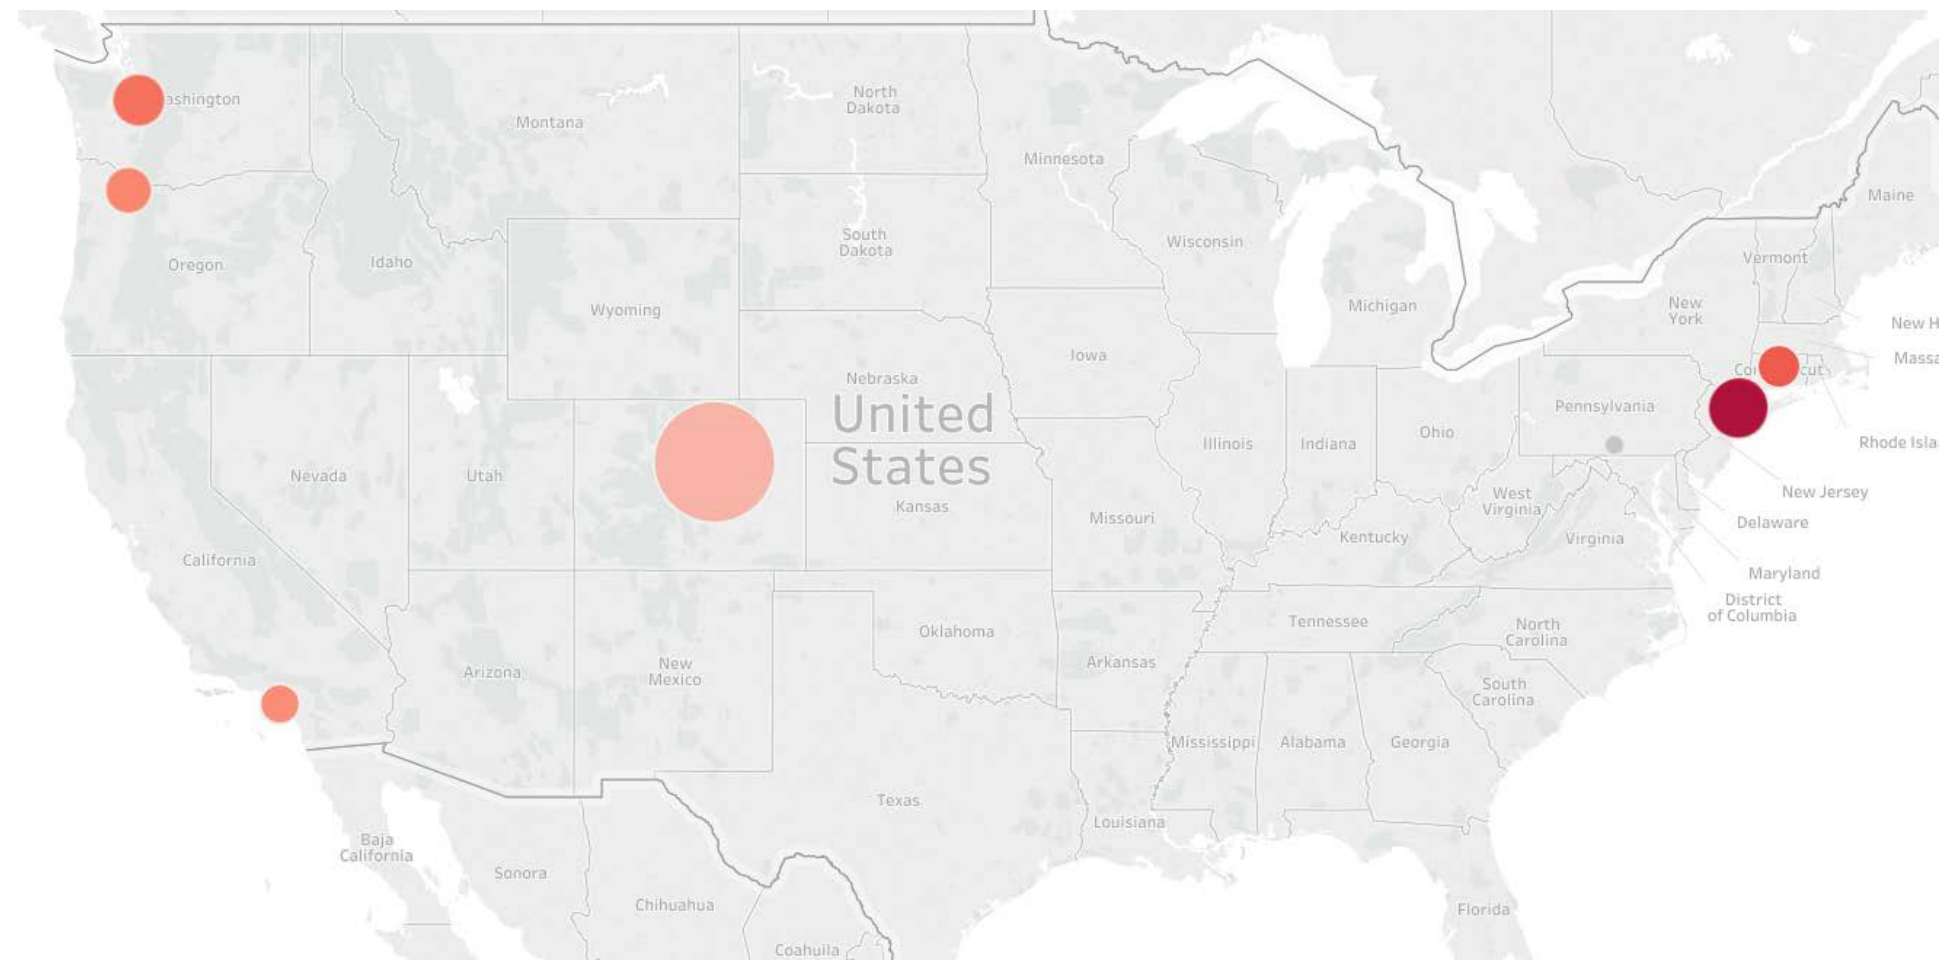 ashington
Montana
North
Dakota
Minnesota
Maine
South
Dakota
Wisconsin
Oregon
Idaho
Vermont
Wyoming
Michigan
New
York
New H
Iowa
Massa
Nebraska
Co
cut
United
States
Pennsylvania
Illinois
Indiana
Ohio
Rhode Isla
Nevada
Utah
Kansas
West
Virginia
New Jersey
Missouri
Delaware
Kentucky
Virginia
California
Maryland
District
of Columbia
Tennessee
Oklahoma
North
Carolina
Arizona
New
Mexico
Arkansas
South
Carolina
Mississippi
Alabama
Georgia
Texas
Louisiana
Baja
California
Sonora
Chihuahua
Florida
Coahuila